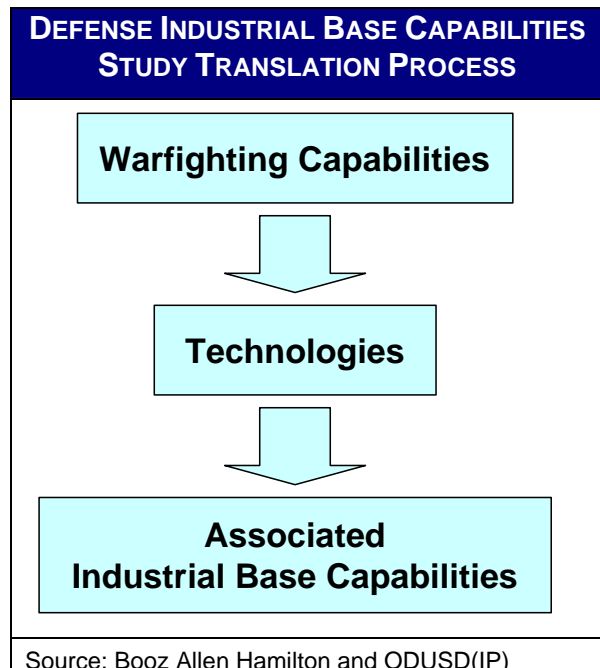 DEFENSE INDUSTRIAL BASE CAPABILITIES
STUDY TRANSLATION PROCESS
Warfighting Capabilities
Technologies
Associated
Industrial Base Capabilities
Source: Booz Allen Hamilton and ODUSD(IP)